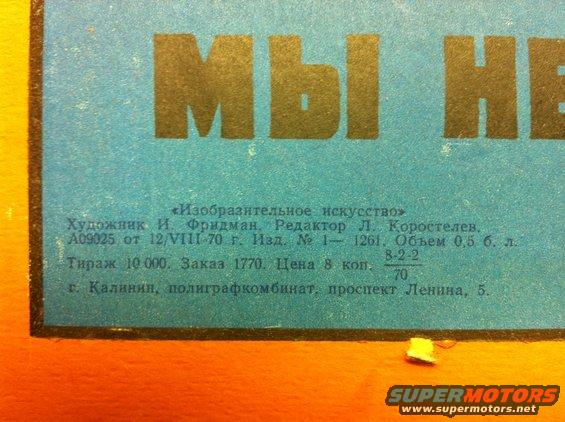 МЫ НЕ
«Изобразительное искусство»
Художник И. Фридман. Редактор Л. Коростелев.
А09025 от 12/VIII-70 г. Изд. № 1— 1261. Объем 0,5 б. л.
Тираж 10 000. Заказ 1770. Цена 8 коп. 8-2-2/70
г. Калинин, полиграфкомбинат, проспект Ленина, 5.
SUPERMOTORS
www.supermotors.net